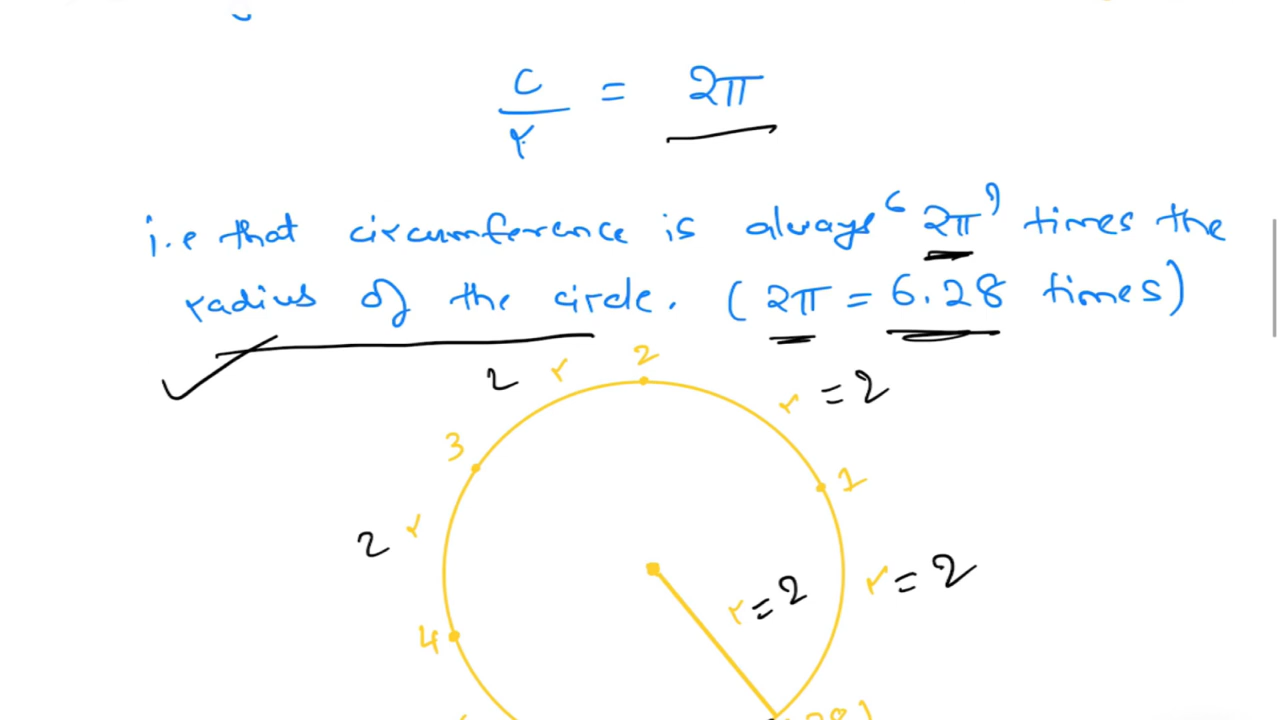 C/r = 2π
i.e that circumference is always ‘2π’ times the
radius of the circle. (2π = 6.28 times)
2 r 2 r = 2
3
1
2 r
r = 2 r = 2
4